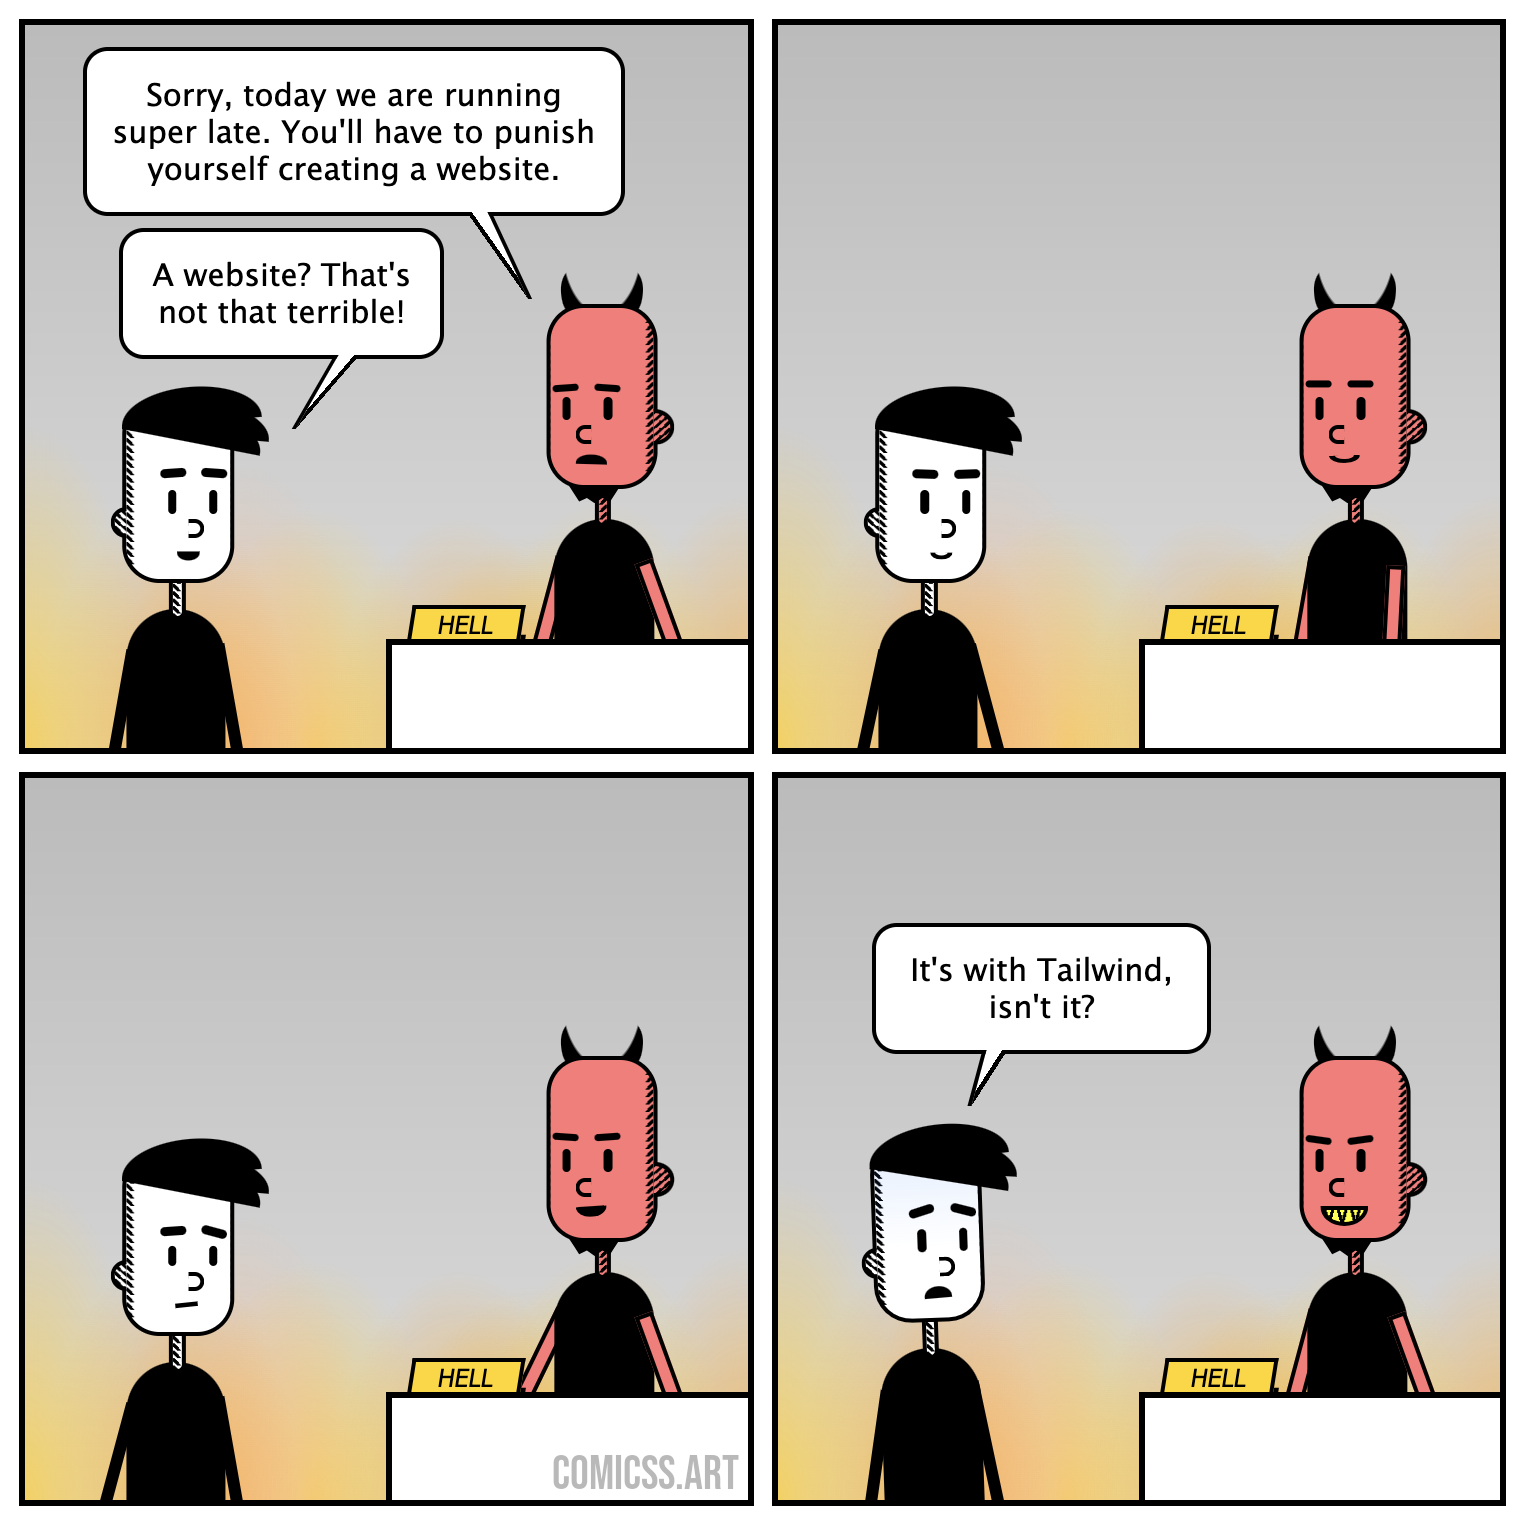 Sorry, today we are running
super late. You'll have to punish
yourself creating a website.
A website? That's
not that terrible!
HELL
HELL
HELL
COMICSS.ART
It's with Tailwind,
isn't it?
HELL